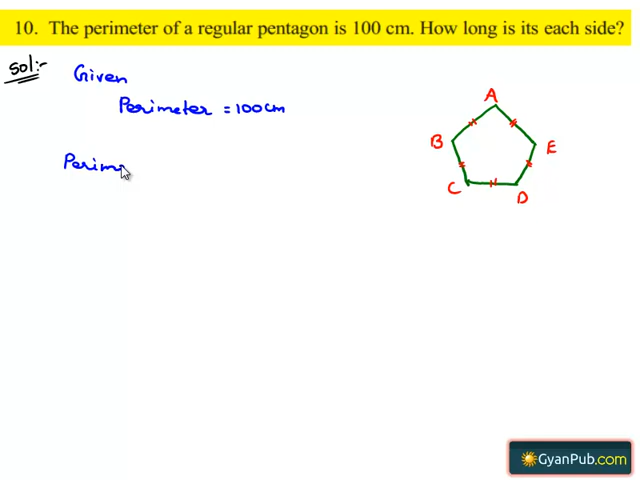 10. The perimeter of a regular pentagon is 100 cm. How long is its each side?
Sol:-
Given
Perimeter = 100cm
Perim
A
B
E
C
D
GyanPub.com